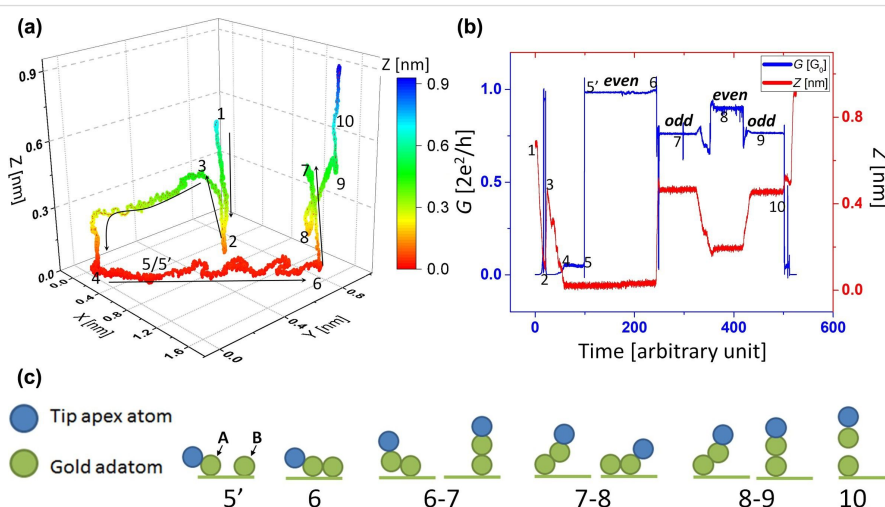 (a)
0.9
0.6
0.3
0.0
Z [nm]
0.0
0.4
0.8
1.2
1.6
X [nm]
0.0
0.4
0.8
Y [nm]
1
2
3
4
5/5'
6
7
8
9
10
Z [nm]
0.9
0.6
0.3
0.0
(b)
G [G₀]
Z [nm]
1.0
0.5
0.0
G [2e²/h]
0.8
0.4
0.0
Z [nm]
1
2
3
4
5
5' even 6
odd
7
even
8
odd
9
10
0 200 400 600
Time [arbitrary unit]
(c)
Tip apex atom
Gold adatom
A B
5' 6 6-7 7-8 8-9 10